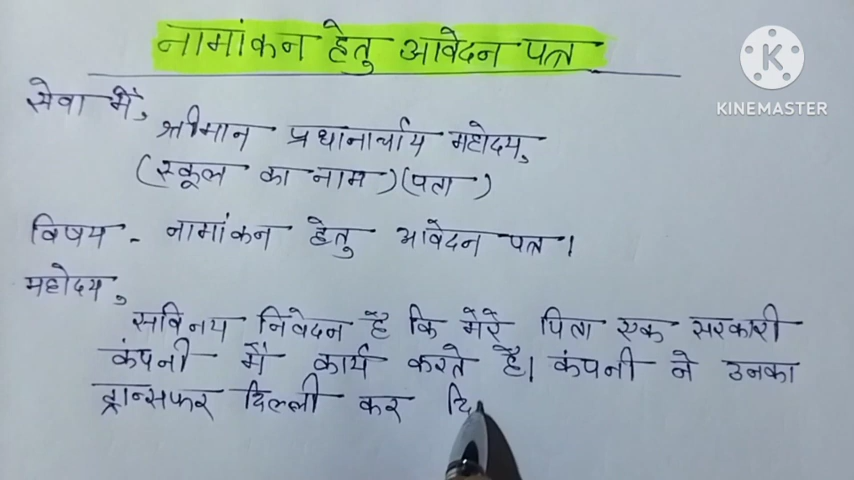 नामांकन हेतु आवेदन पत्र
KINEMASTER
सेवा में,
श्रीमान प्रधानाचार्य महोदय,
(स्कूल का नाम) (पता)
विषय - नामांकन हेतु आवेदन पत्र।
महोदय,
सविनय निवेदन है कि मेरे पिता एक सरकारी
कंपनी में कार्य करते हैं। कंपनी ने उनका
ट्रान्सफर दिल्ली कर दि